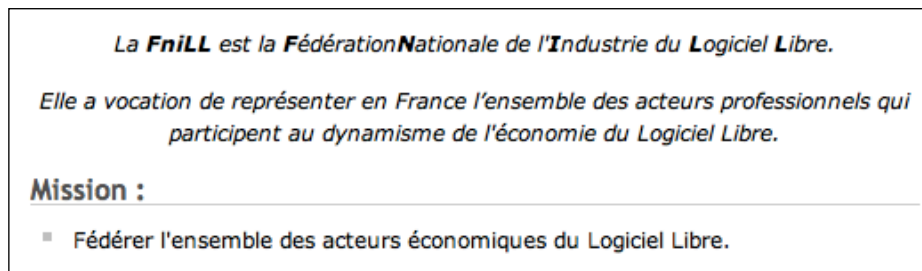 La FniLL est la FédérationNationale de l'Industrie du Logiciel Libre.
Elle a vocation de représenter en France l’ensemble des acteurs professionnels qui
participent au dynamisme de l'économie du Logiciel Libre.
Mission :
Fédérer l'ensemble des acteurs économiques du Logiciel Libre.